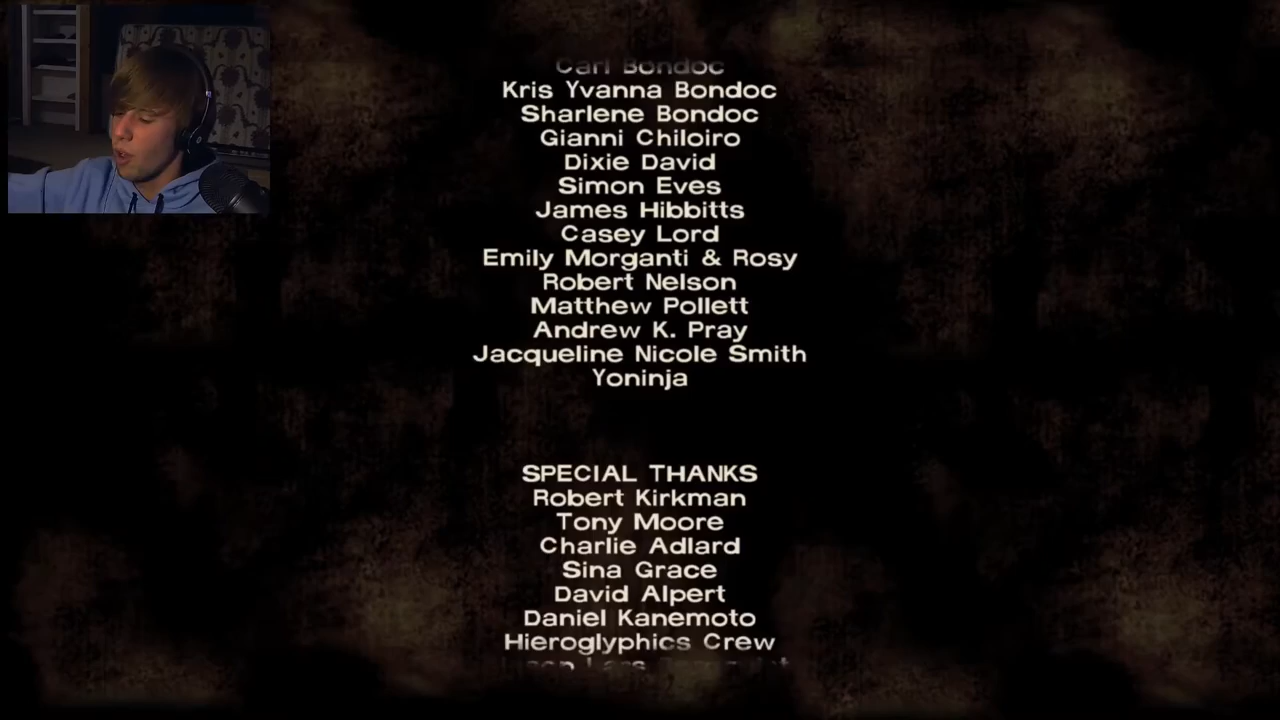 Carl Bondoc
Kris Yvanna Bondoc
Sharlene Bondoc
Gianni Chiloiro
Dixie David
Simon Eves
James Hibbitts
Casey Lord
Emily Morganti & Rosy
Robert Nelson
Matthew Pollett
Andrew K. Pray
Jacqueline Nicole Smith
Yoninja
SPECIAL THANKS
Robert Kirkman
Tony Moore
Charlie Adlard
Sina Grace
David Alpert
Daniel Kanemoto
Hieroglyphics Crew